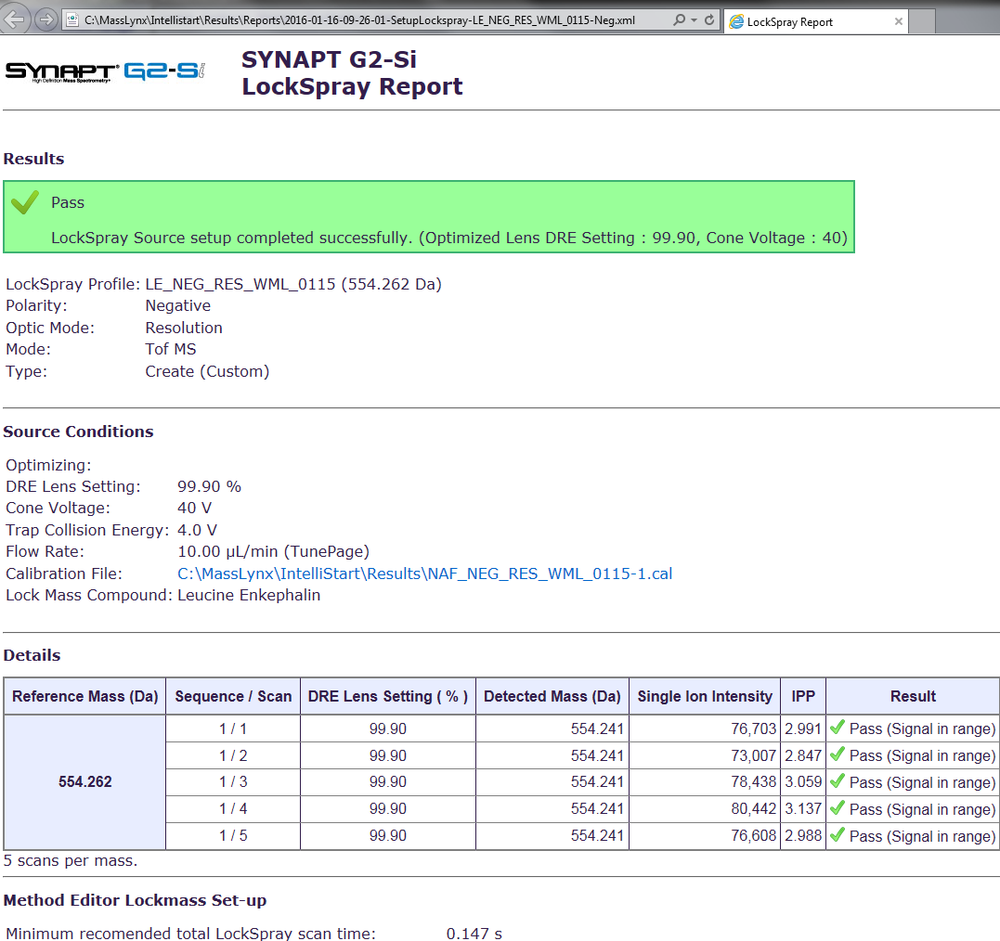 C:\MassLynx\Intellistart\Results\Reports\2016-01-16-09-26-01-SetupLockspray-LE_NEG_RES_WML_0115-Neg.xml
LockSpray Report
SYNAPT G2-Si
High Definition Mass Spectrometry
SYNAPT G2-Si
LockSpray Report
Results
Pass
LockSpray Source setup completed successfully. (Optimized Lens DRE Setting : 99.90, Cone Voltage : 40)
LockSpray Profile: LE_NEG_RES_WML_0115 (554.262 Da)
Polarity: Negative
Optic Mode: Resolution
Mode: Tof MS
Type: Create (Custom)
Source Conditions
Optimizing:
DRE Lens Setting: 99.90 %
Cone Voltage: 40 V
Trap Collision Energy: 4.0 V
Flow Rate: 10.00 µL/min (TunePage)
Calibration File: C:\MassLynx\IntelliStart\Results\NAF_NEG_RES_WML_0115-1.cal
Lock Mass Compound: Leucine Enkephalin
Details
Reference Mass (Da) Sequence / Scan DRE Lens Setting ( % ) Detected Mass (Da) Single Ion Intensity IPP Result
1 / 1 99.90 554.241 76,703 2.991 Pass (Signal in range)
1 / 2 99.90 554.241 73,007 2.847 Pass (Signal in range)
554.262 1 / 3 99.90 554.241 78,438 3.059 Pass (Signal in range)
1 / 4 99.90 554.241 80,442 3.137 Pass (Signal in range)
1 / 5 99.90 554.241 76,608 2.988 Pass (Signal in range)
5 scans per mass.
Method Editor Lockmass Set-up
Minimum recomended total LockSpray scan time: 0.147 s